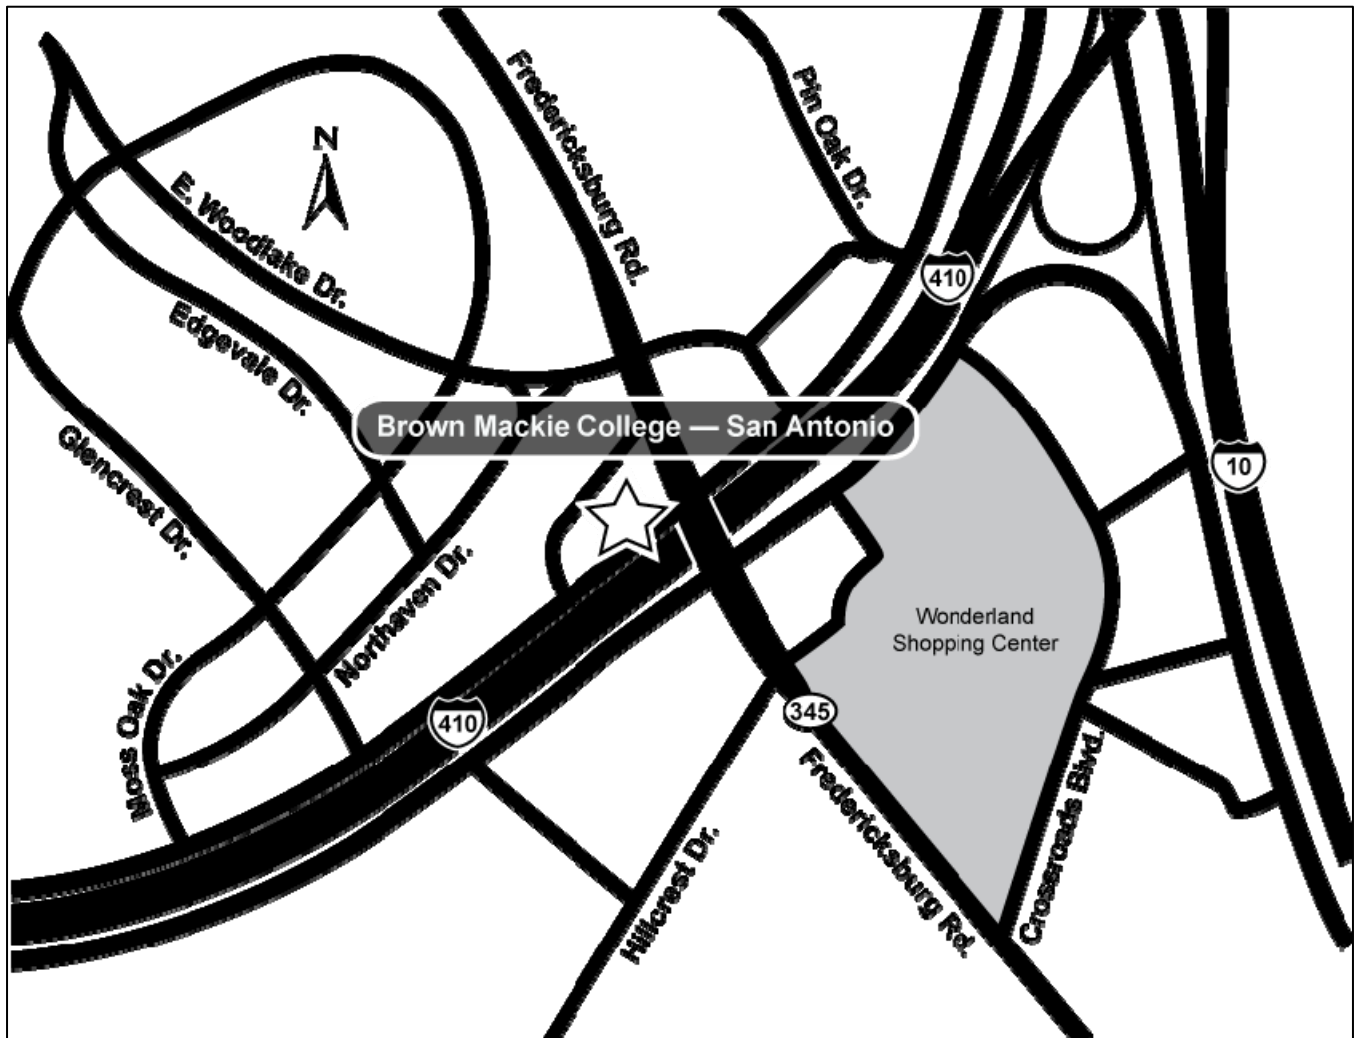 Fredericksburg Rd.
Pin Oak Dr.
N
E. Woodlake Dr.
410
Edgevale Dr.
Brown Mackie College — San Antonio
Glencrest Dr.
10
Northaven Dr.
Wonderland
Shopping Center
Moss Oak Dr.
410
345
Fredericksburg Rd.
Crossroads Blvd.
Hillcrest Dr.